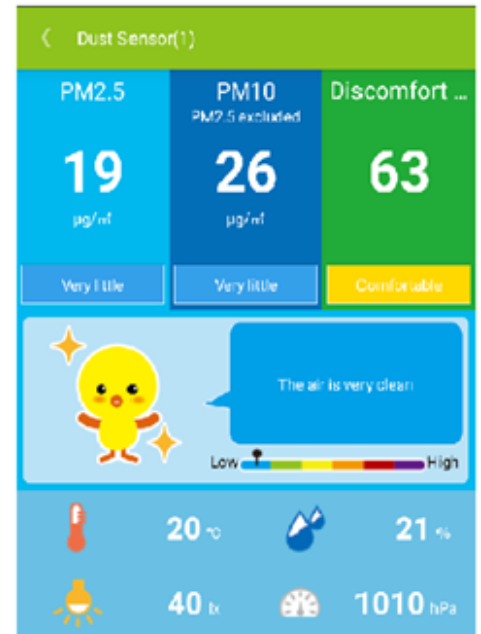 Dust Sensor(1)
PM2.5
PM10
PM2.5 excluded
Discomfort ...
19
µg/㎥
26
µg/㎥
63
Very little
Very little
Comfortable
The air is very clean
Low
High
20 ℃
21 %
40 lx
1010 hPa